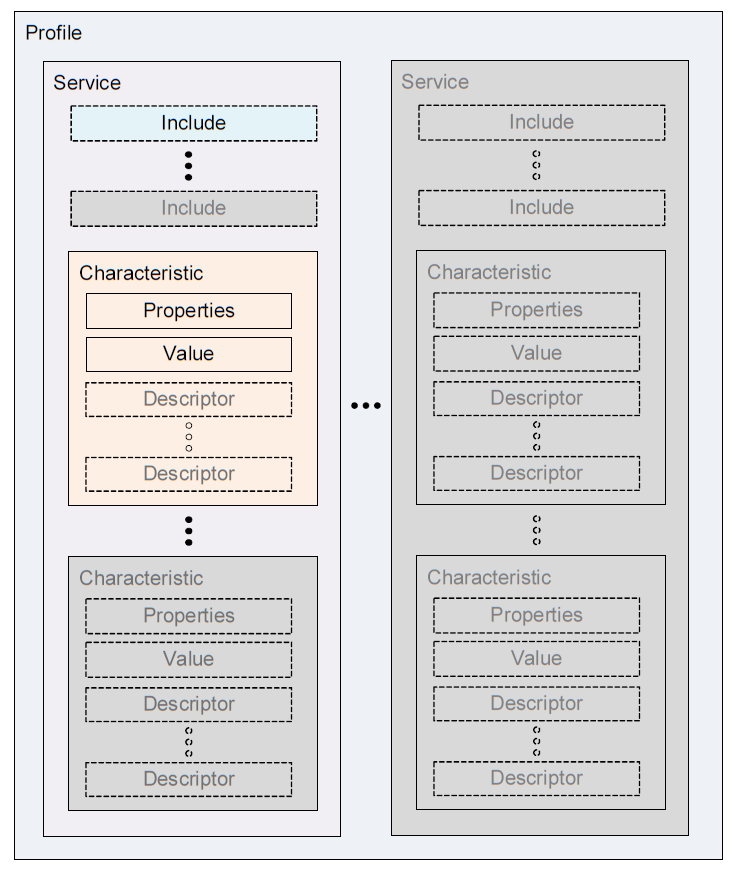 Profile
Service
Include
Include
Characteristic
Properties
Value
Descriptor
Descriptor
Characteristic
Properties
Value
Descriptor
Descriptor
Service
Include
Include
Characteristic
Properties
Value
Descriptor
Descriptor
Characteristic
Properties
Value
Descriptor
Descriptor